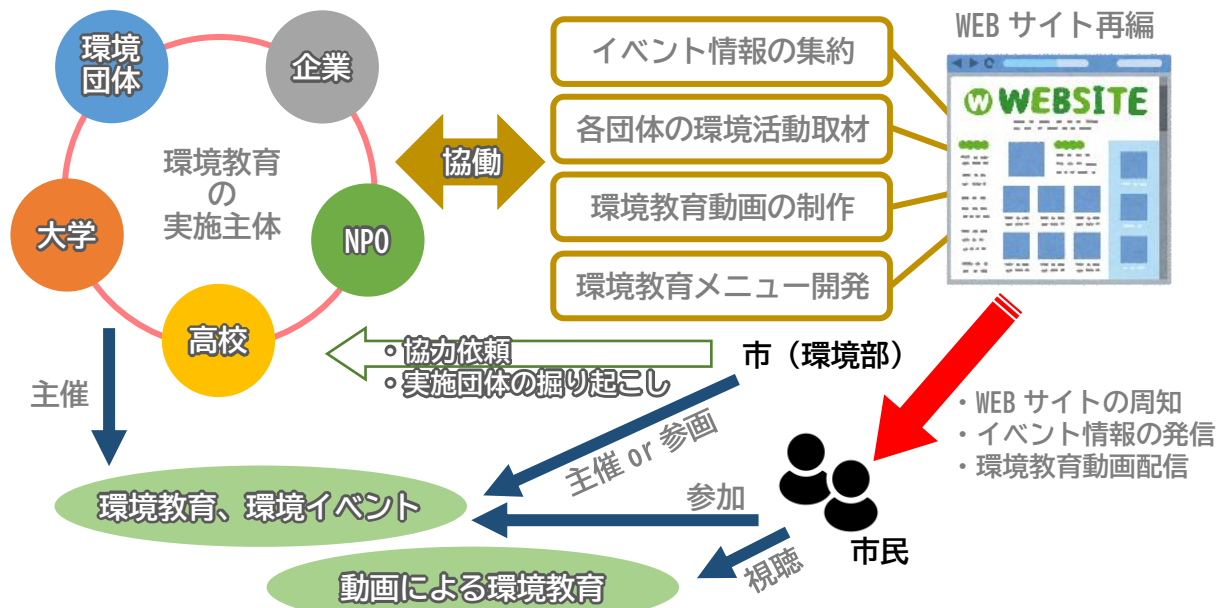 環境
団体
企業
大学
NPO
高校
環境教育
の
実施主体
協働
イベント情報の集約
各団体の環境活動取材
環境教育動画の制作
環境教育メニュー開発
WEB サイト再編
WEBSITE
・協力依頼
・実施団体の掘り起こし
市（環境部）
主催
主催 or 参画
・WEB サイトの周知
・イベント情報の発信
・環境教育動画配信
環境教育、環境イベント
参加
市民
視聴
動画による環境教育